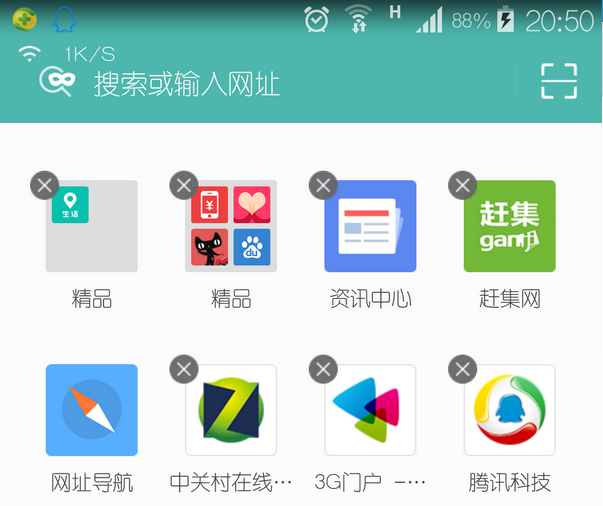 H 88% 20:50
1K/S
搜索或输入网址
生活
¥
du
赶集
ganji
精品
精品
资讯中心
赶集网
Z
网址导航
中关村在线…
3G门户 -…
腾讯科技